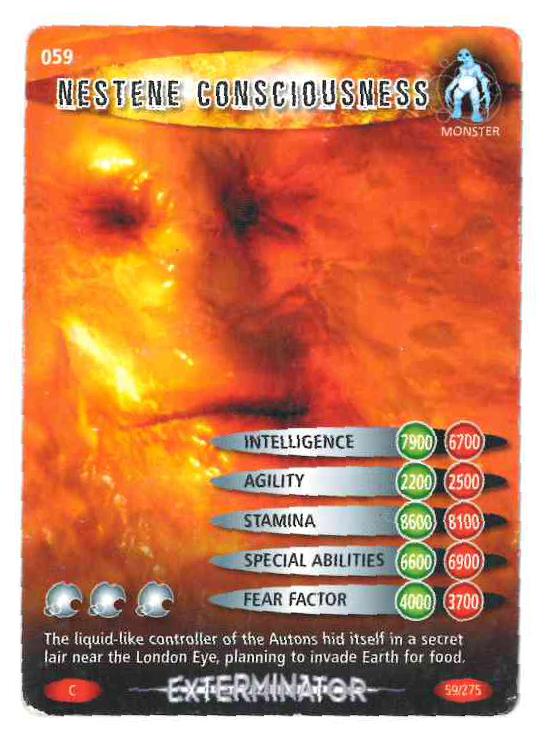 059
NESTENE CONSCIOUSNESS
MONSTER
INTELLIGENCE 7900 6700
AGILITY 2200 2500
STAMINA 8600 8100
SPECIAL ABILITIES 6600 6900
FEAR FACTOR 4000 3700
The liquid-like controller of the Autons hid itself in a secret
lair near the London Eye, planning to invade Earth for food.
C EXTERMINATOR 59/275